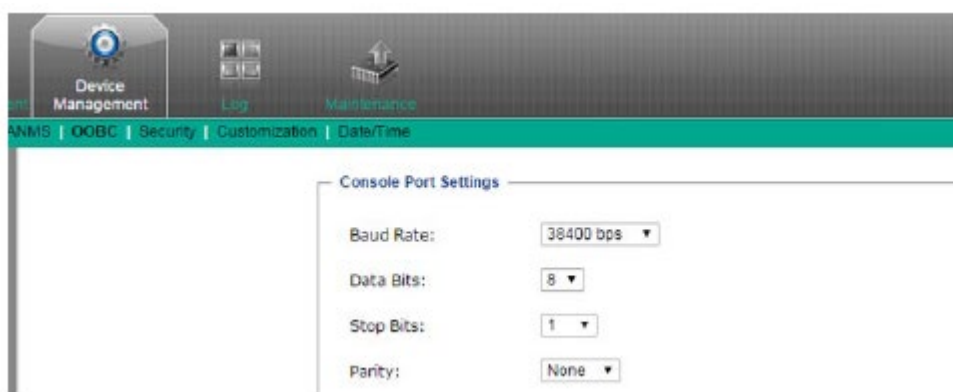 Device
Management
Log
Maintenance
ANMS | OOBC | Security | Customization | Date/Time
Console Port Settings
Baud Rate: 38400 bps
Data Bits: 8
Stop Bits: 1
Parity: None